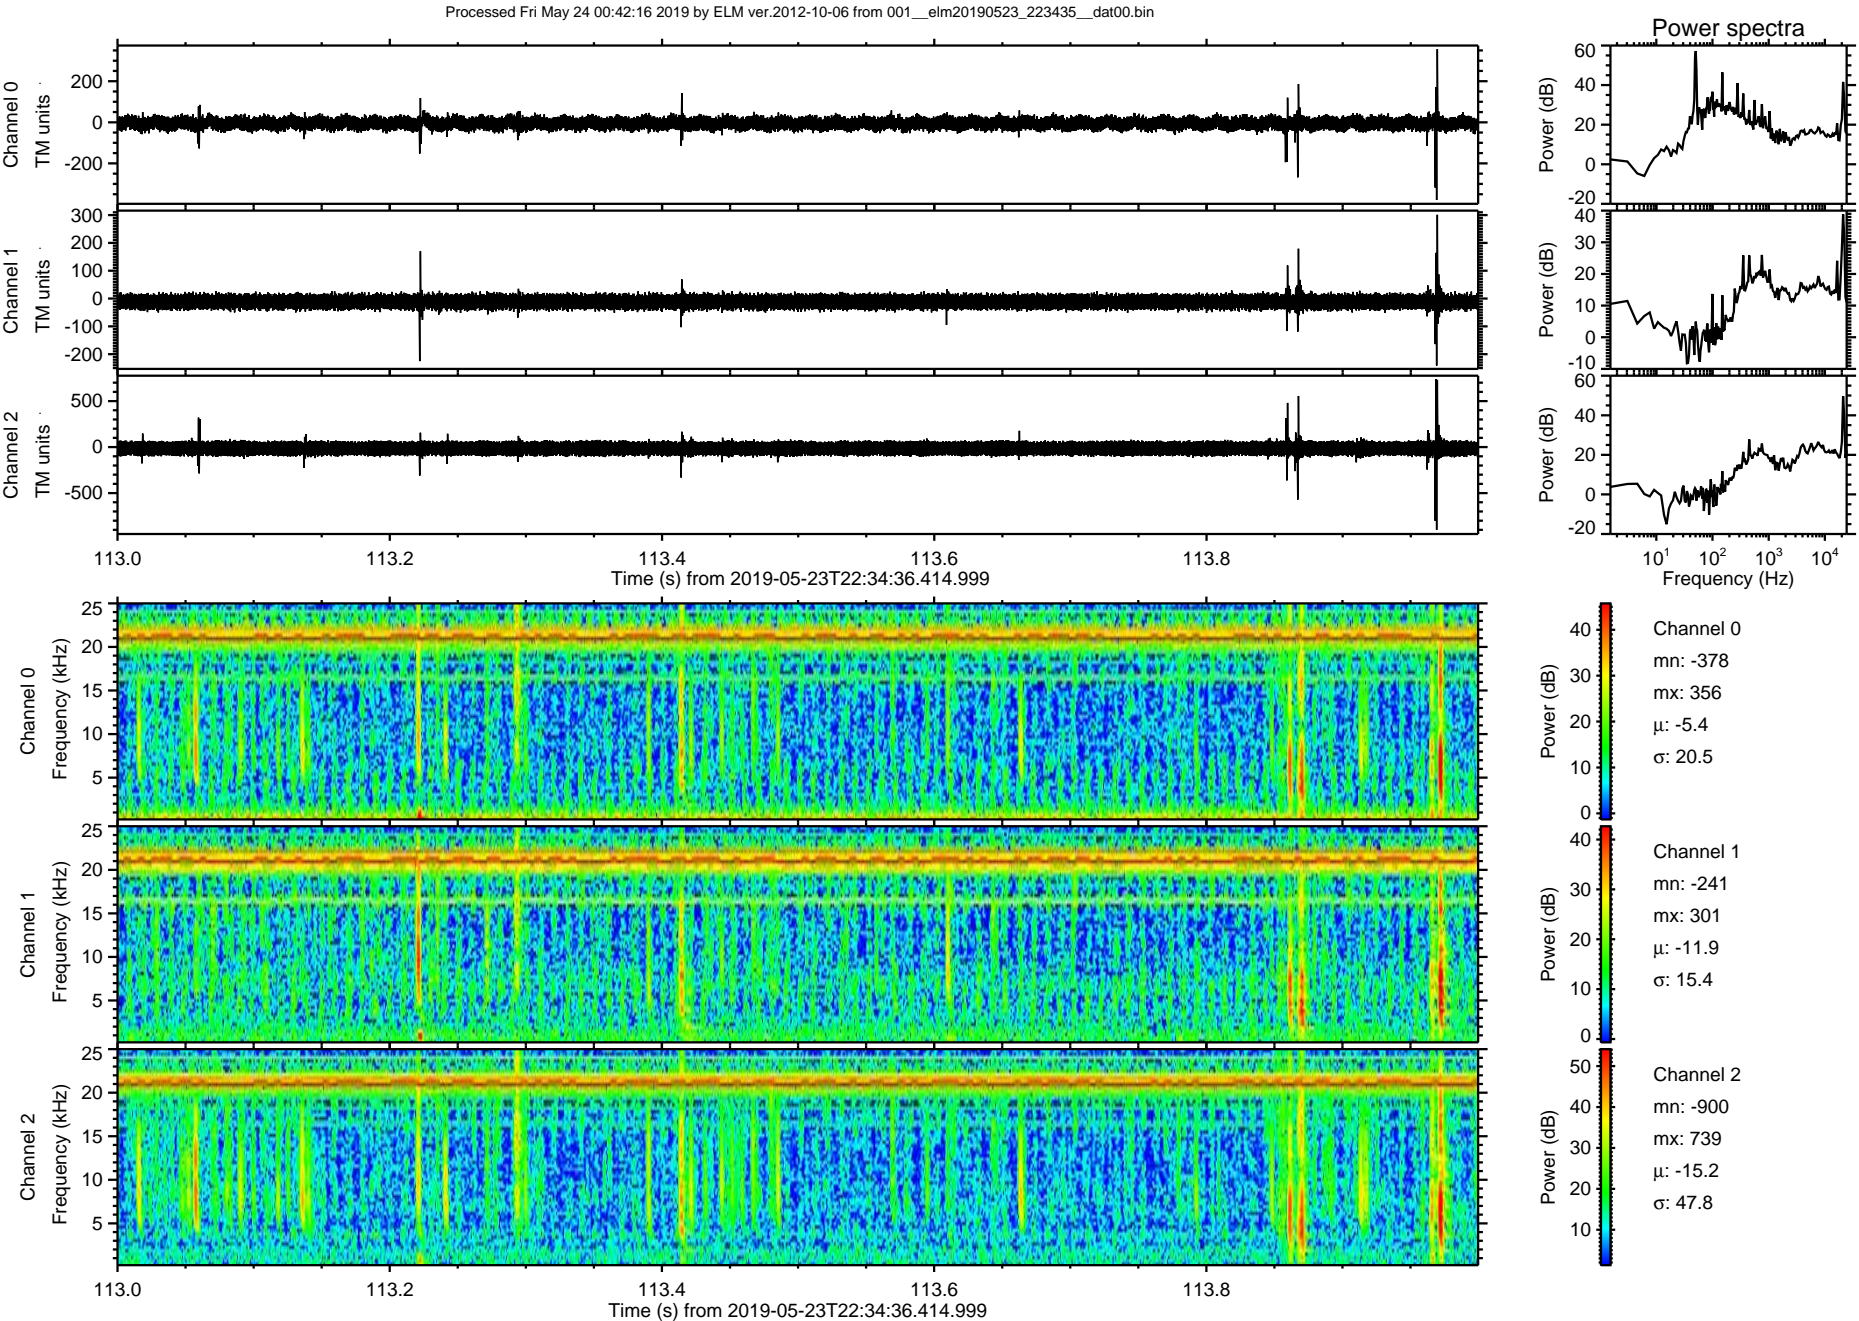 Processed Fri May 24 00:42:16 2019 by ELM ver.2012-10-06 from 001__elm20190523_223435__dat00.bin
Power spectra
Channel 0
TM units
200
0
-200
Power (dB)
60
40
20
0
-20
Channel 1
TM units
300
200
100
0
-100
-200
Power (dB)
40
30
20
10
0
-10
Channel 2
TM units
500
0
-500
Power (dB)
60
40
20
0
-20
113.0 113.2 113.4 113.6 113.8
Time (s) from 2019-05-23T22:34:36.414.999
10¹ 10² 10³ 10⁴
Frequency (Hz)
Channel 0
Frequency (kHz)
25
20
15
10
5
Power (dB)
40
30
20
10
0
Channel 0
mn: -378
mx: 356
µ: -5.4
σ: 20.5
Channel 1
Frequency (kHz)
25
20
15
10
5
Power (dB)
40
30
20
10
0
Channel 1
mn: -241
mx: 301
µ: -11.9
σ: 15.4
Channel 2
Frequency (kHz)
25
20
15
10
5
Power (dB)
50
40
30
20
10
Channel 2
mn: -900
mx: 739
µ: -15.2
σ: 47.8
113.0 113.2 113.4 113.6 113.8
Time (s) from 2019-05-23T22:34:36.414.999